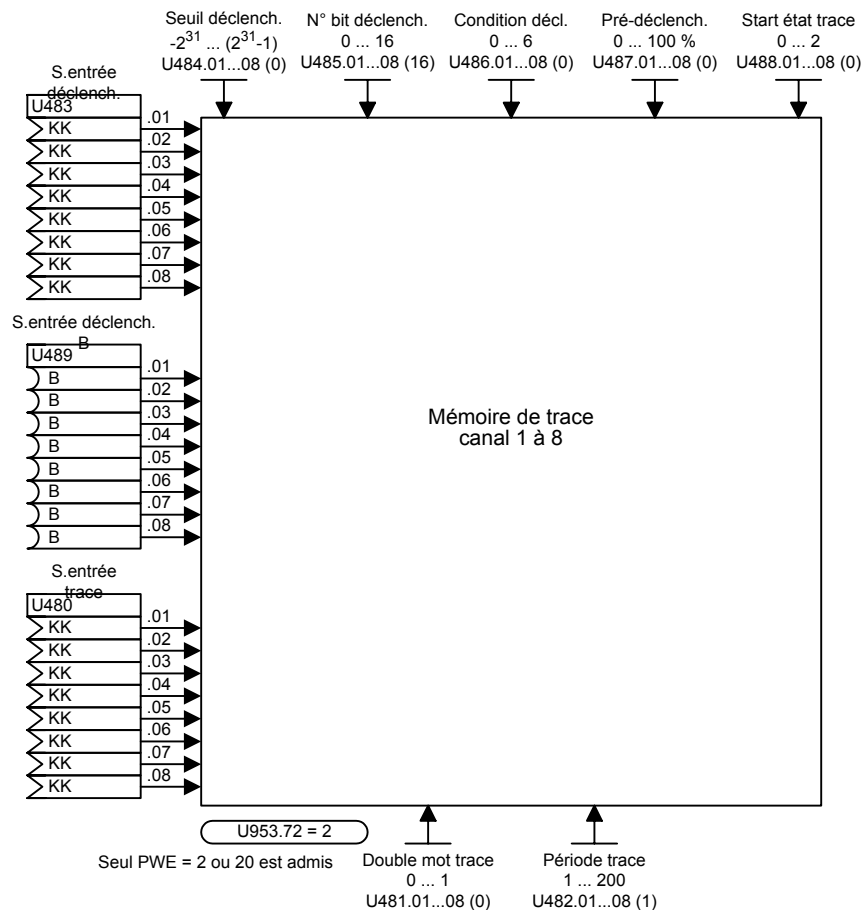 Seuil déclench.
-2^31 ... (2^31-1)
U484.01...08 (0)
N° bit déclench.
0 ... 16
U485.01...08 (16)
Condition décl.
0 ... 6
U486.01...08 (0)
Pré-déclench.
0 ... 100 %
U487.01...08 (0)
Start état trace
0 ... 2
U488.01...08 (0)
S.entrée
déclench.
U483
KK .01
KK .02
KK .03
KK .04
KK .05
KK .06
KK .07
KK .08
S.entrée déclench.
B
U489
B .01
B .02
B .03
B .04
B .05
B .06
B .07
B .08
Mémoire de trace
canal 1 à 8
S.entrée
trace
U480
KK .01
KK .02
KK .03
KK .04
KK .05
KK .06
KK .07
KK .08
U953.72 = 2
Seul PWE = 2 ou 20 est admis
Double mot trace
0 ... 1
U481.01...08 (0)
Période trace
1 ... 200
U482.01...08 (1)